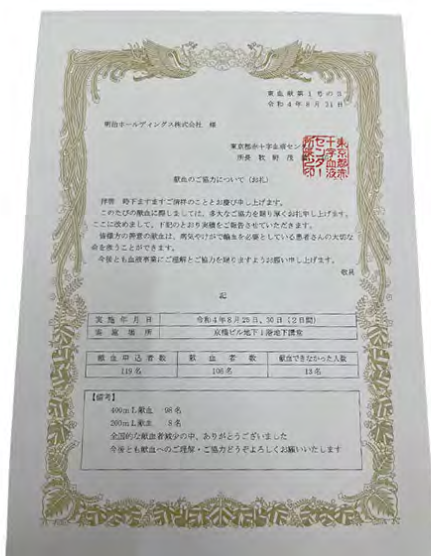 東血献第1号の5
令和4年8月31日
明治ホールディングス株式会社 様
東京都赤十字血液セン
所長 牧野 茂
献血のご協力について（お礼）
拝啓 時下ますますご清祥のこととお慶び申し上げます。
このたびの献血に際しましては、多大なご協力を賜り厚くお礼申し上げます。
ここに改めまして、下記のとおり実績をご報告させていただきます。
皆様方の善意の献血は、病気やけがで輸血を必要としている患者さんの大切な
命を救うことができます。
今後とも血液事業にご理解とご協力を賜りますようお願い申し上げます。
敬具
記
実施年月日 令和4年8月25日、30日（2日間）
実施場所 京橋ビル地下1階地下講堂
献血申込者数 献血者数 献血できなかった人数
119名 106名 13名
【備考】
400mL献血 98名
200mL献血 8名
全国的な献血者減少の中、ありがとうございました
今後とも献血へのご理解・ご協力どうぞよろしくお願いいたします